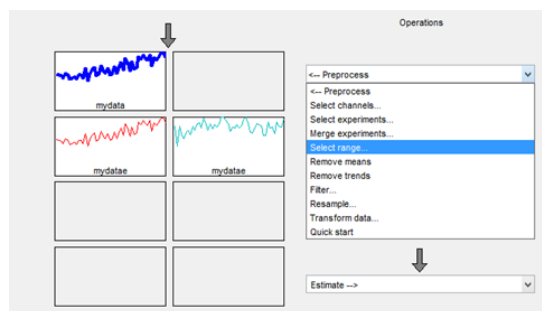 Operations
<-- Preprocess
mydata
<-- Preprocess
Select channels...
Select experiments...
Merge experiments...
Select range...
mydatae
mydatae
Remove means
Remove trends
Filter...
Resample...
Transform data...
Quick start
Estimate -->